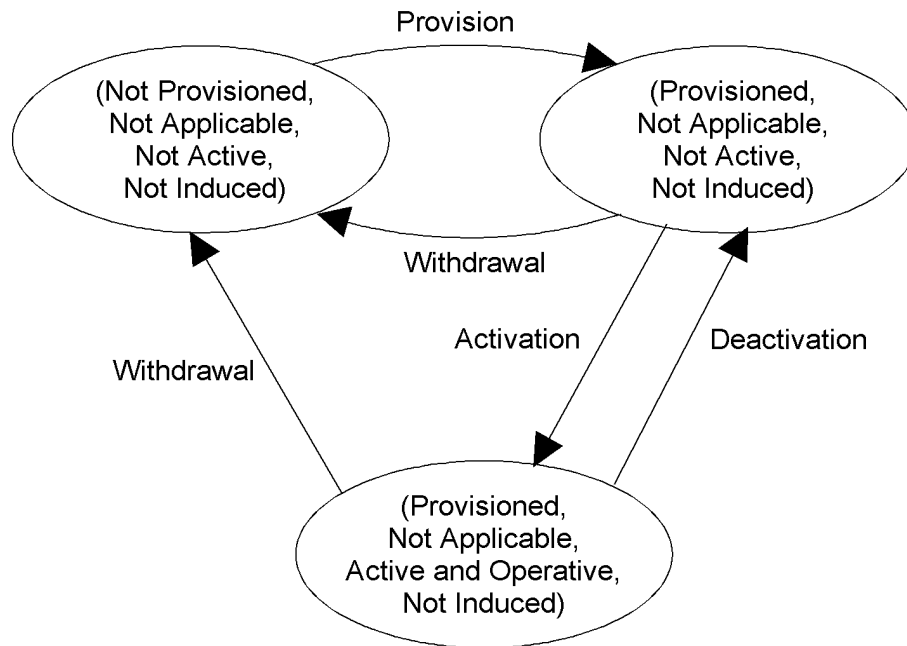 Provision
(Not Provisioned,
Not Applicable,
Not Active,
Not Induced)
(Provisioned,
Not Applicable,
Not Active,
Not Induced)
Withdrawal
Activation
Deactivation
Withdrawal
(Provisioned,
Not Applicable,
Active and Operative,
Not Induced)